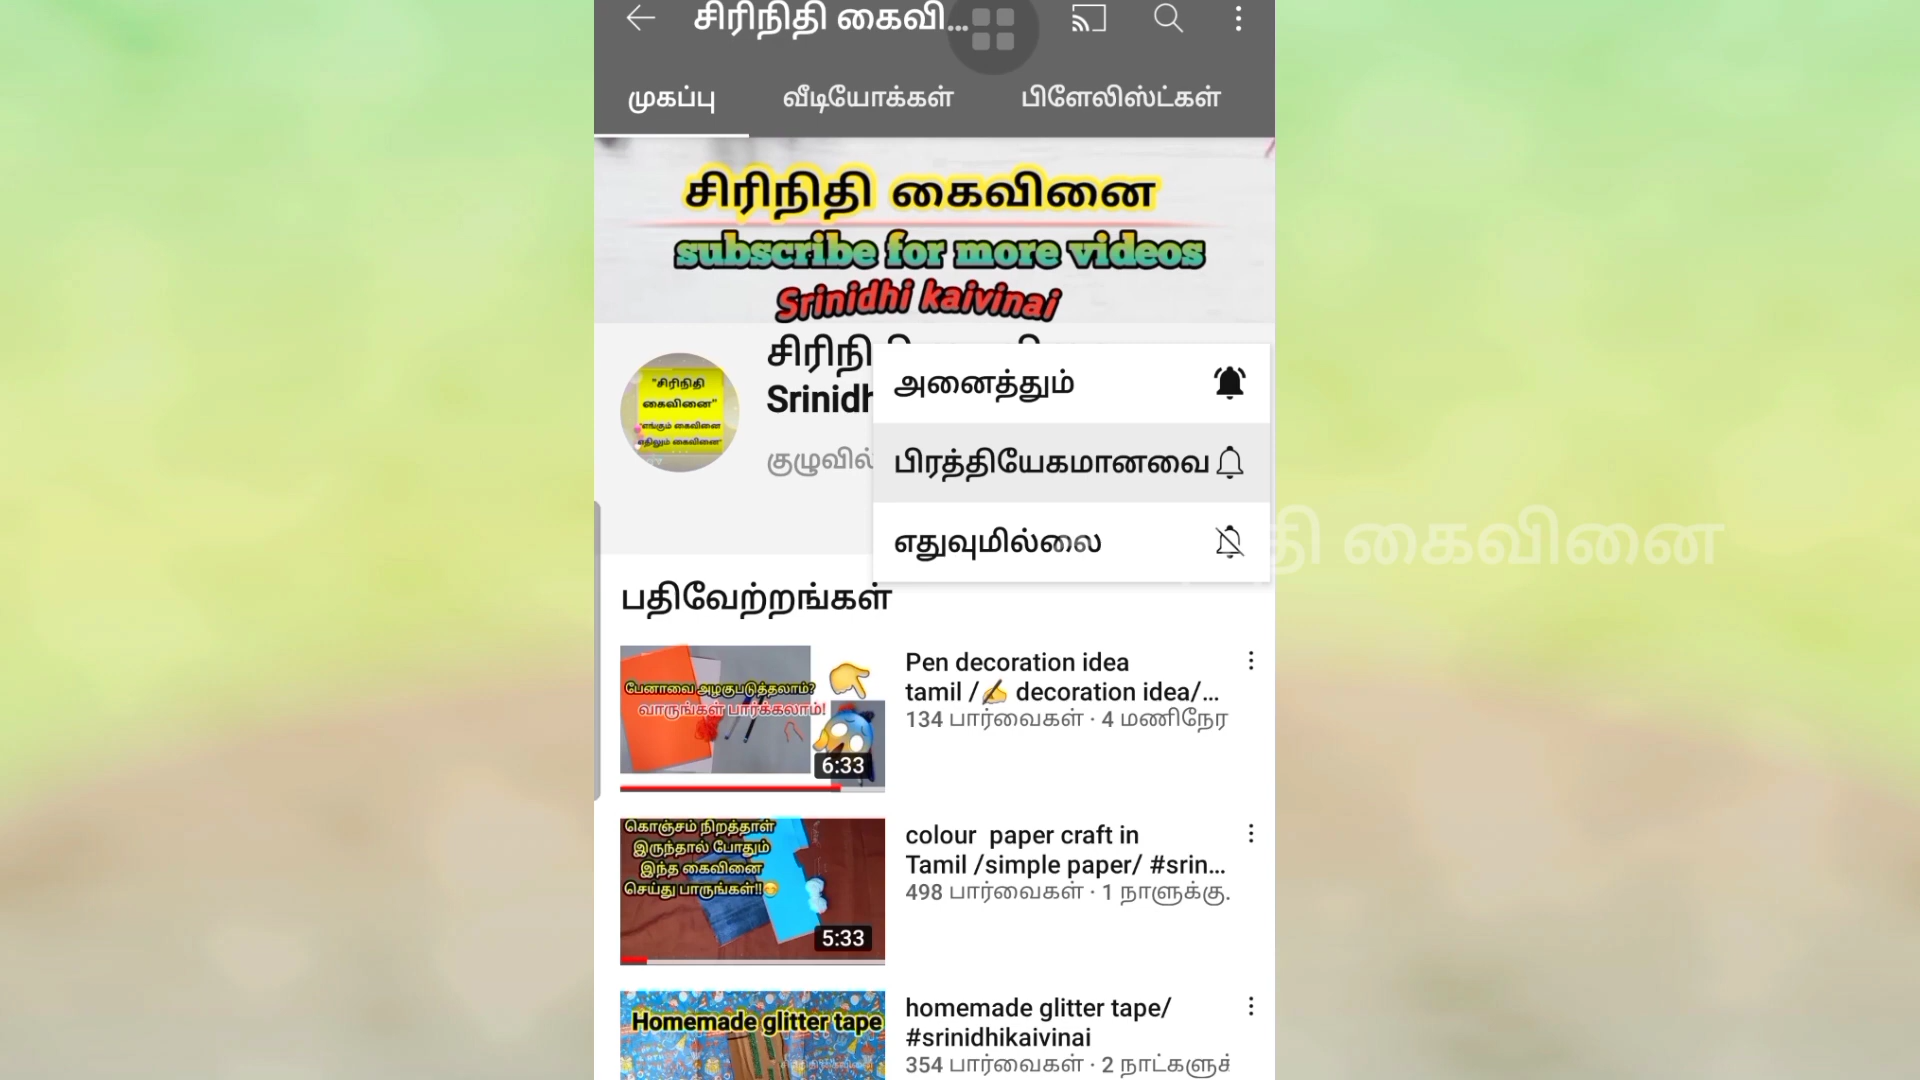 சிரிநிதி கைவி...
முகப்பு
வீடியோக்கள்
பிளேலிஸ்ட்கள்
சிரிநிதி கைவினை
subscribe for more videos
Srinidhi kaivinai
"சிரிநிதி
கைவினை"
"எங்கும் கைவினை
எதிலும் கைவினை"
அனைத்தும்
பிரத்தியேகமானவை
எதுவுமில்லை
கைவினை
பதிவேற்றங்கள்
பேனாவை அழகுபடுத்தலாம்?
வாருங்கள் பார்க்கலாம்!
6:33
Pen decoration idea
tamil /✍ decoration idea/...
134 பார்வைகள் · 4 மணிநேர
கொஞ்சம் நிறத்தாள்
இருந்தால் போதும்
இந்த கைவினை
செய்து பாருங்கள்!!
5:33
colour paper craft in
Tamil /simple paper/ #srin...
498 பார்வைகள் · 1 நாளுக்கு.
Homemade glitter tape
homemade glitter tape/
#srinidhikaivinai
354 பார்வைகள் · 2 நாட்களுக்